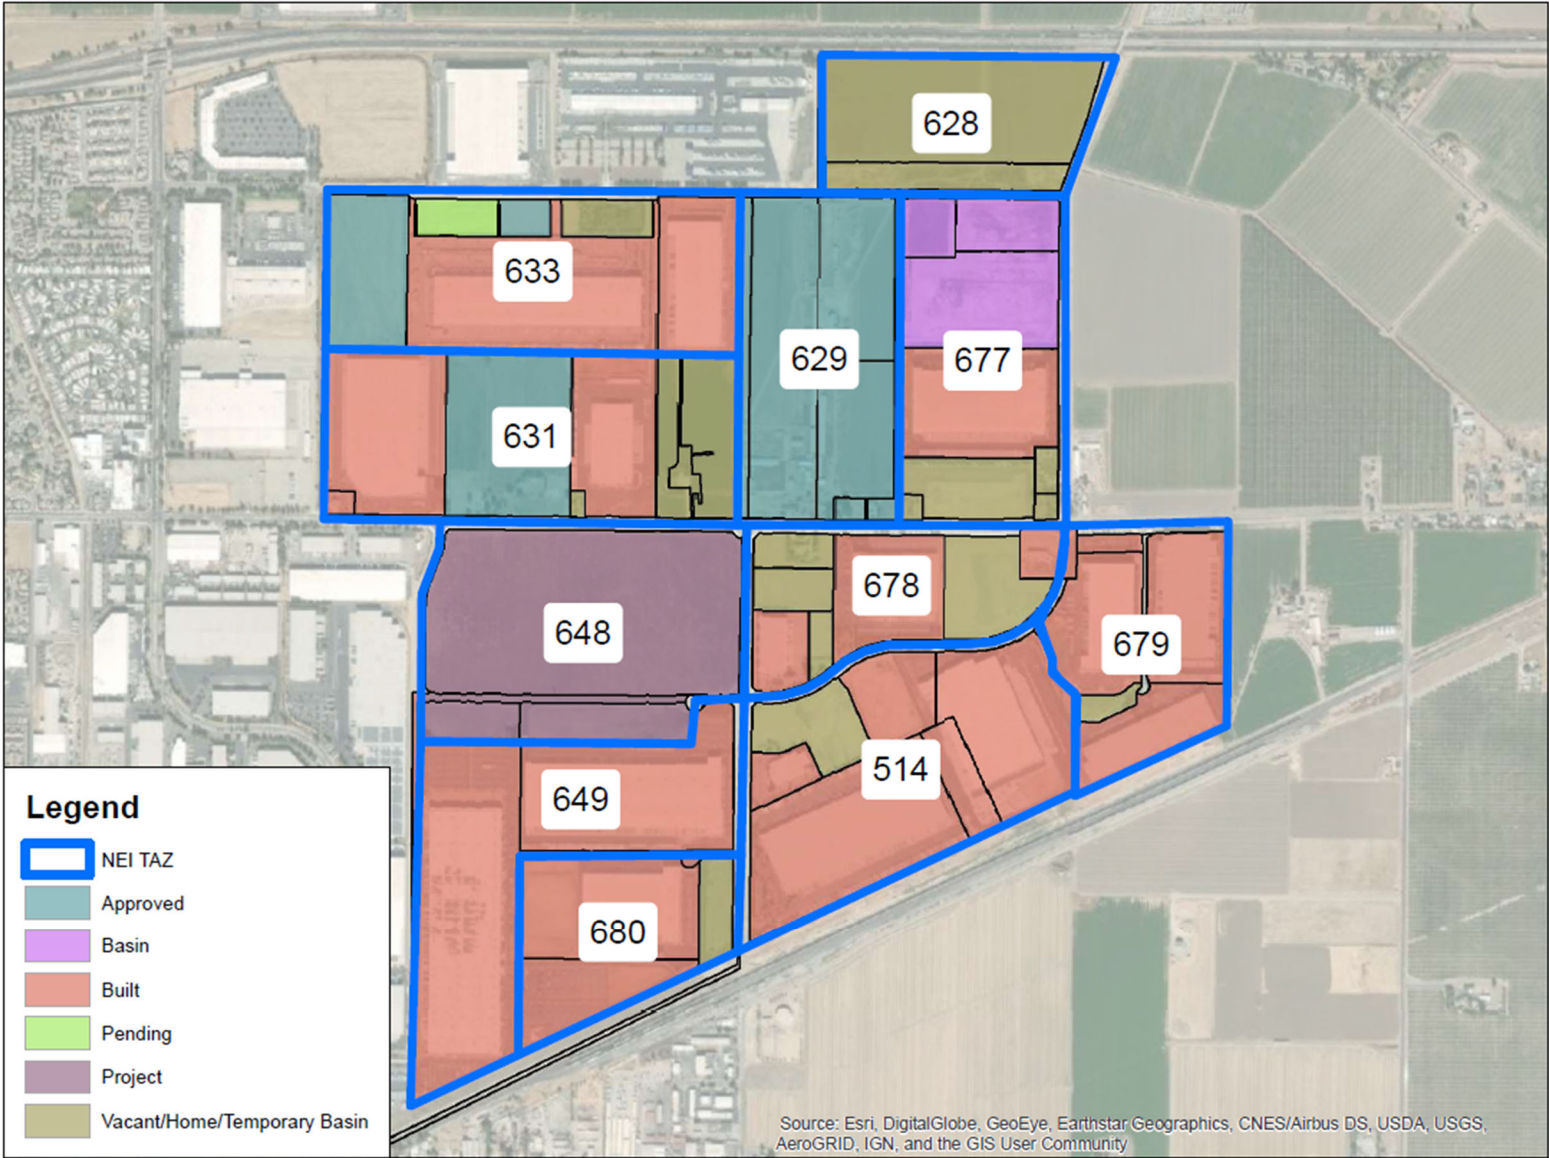 628
633
629
677
631
678
648
679
514
649
680
Legend
NEI TAZ
Approved
Basin
Built
Pending
Project
Vacant/Home/Temporary Basin
Source: Esri, DigitalGlobe, GeoEye, Earthstar Geographics, CNES/Airbus DS, USDA, USGS,
AeroGRID, IGN, and the GIS User Community